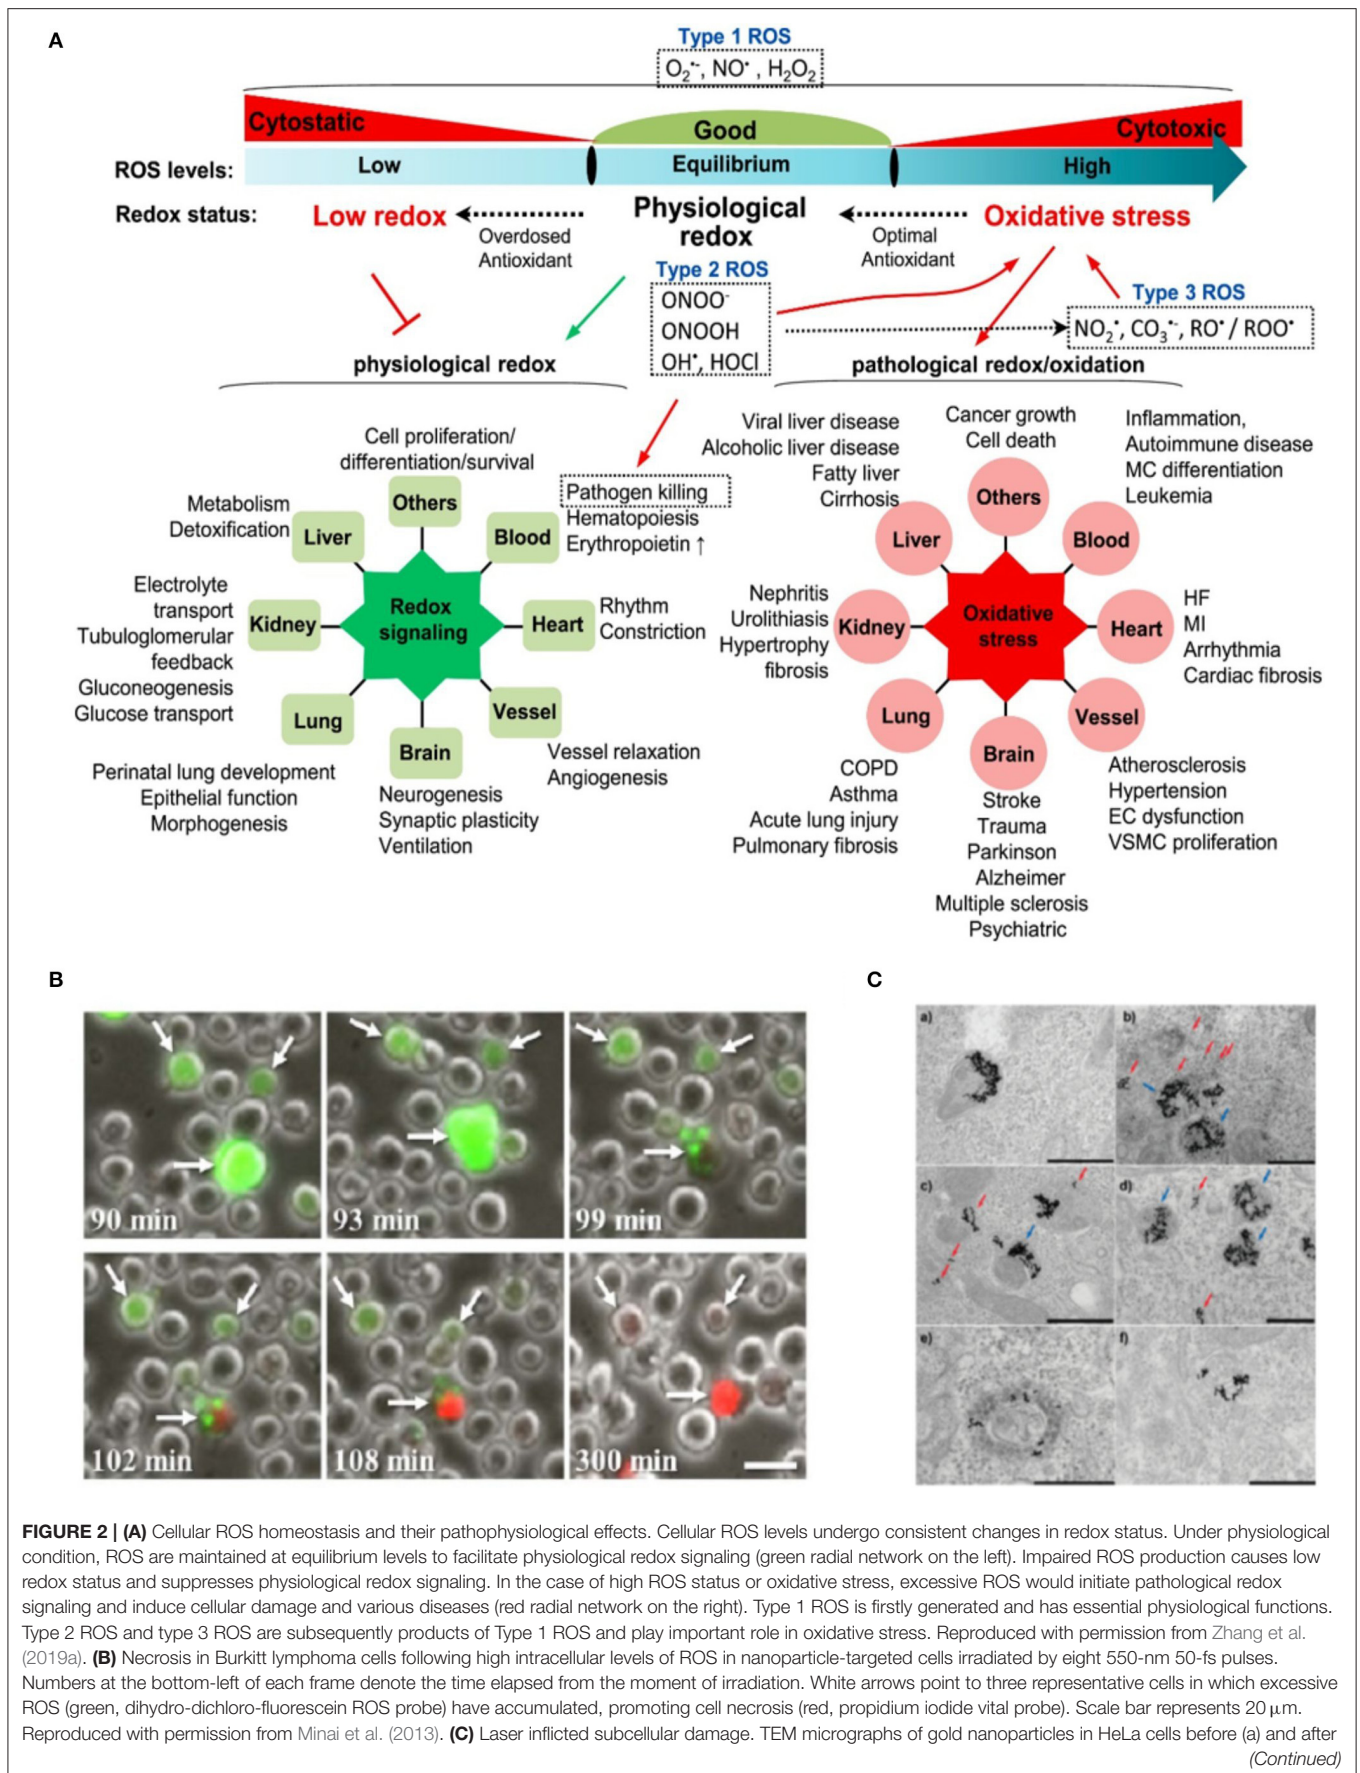 A
Type 1 ROS
O₂•-, NO• , H₂O₂
Cytostatic
Good
Cytotoxic
ROS levels:
Low
Equilibrium
High
Redox status:
Low redox
Overdosed
Antioxidant
Physiological
redox
Optimal
Antioxidant
Oxidative stress
Type 2 ROS
ONOO⁻
ONOOH
OH•, HOCl
Type 3 ROS
NO₂•, CO₃•-, RO• / ROO•
physiological redox
pathological redox/oxidation
Cell proliferation/
differentiation/survival
Others
Metabolism
Detoxification
Liver
Blood
Pathogen killing
Hematopoiesis
Erythropoietin ↑
Electrolyte
transport
Tubuloglomerular
feedback
Gluconeogenesis
Glucose transport
Kidney
Redox
signaling
Heart
Rhythm
Constriction
Lung
Perinatal lung development
Epithelial function
Morphogenesis
Brain
Neurogenesis
Synaptic plasticity
Ventilation
Vessel
Vessel relaxation
Angiogenesis
Viral liver disease
Alcoholic liver disease
Fatty liver
Cirrhosis
Liver
Cancer growth
Cell death
Others
Inflammation,
Autoimmune disease
MC differentiation
Leukemia
Blood
Nephritis
Urolithiasis
Hypertrophy
fibrosis
Kidney
Oxidative
stress
Heart
HF
MI
Arrhythmia
Cardiac fibrosis
Lung
COPD
Asthma
Acute lung injury
Pulmonary fibrosis
Brain
Stroke
Trauma
Parkinson
Alzheimer
Multiple sclerosis
Psychiatric
Vessel
Atherosclerosis
Hypertension
EC dysfunction
VSMC proliferation
B
90 min
93 min
99 min
102 min
108 min
300 min
C
a)
b)
c)
d)
e)
f)
FIGURE 2 | (A) Cellular ROS homeostasis and their pathophysiological effects. Cellular ROS levels undergo consistent changes in redox status. Under physiological
condition, ROS are maintained at equilibrium levels to facilitate physiological redox signaling (green radial network on the left). Impaired ROS production causes low
redox status and suppresses physiological redox signaling. In the case of high ROS status or oxidative stress, excessive ROS would initiate pathological redox
signaling and induce cellular damage and various diseases (red radial network on the right). Type 1 ROS is firstly generated and has essential physiological functions.
Type 2 ROS and type 3 ROS are subsequently products of Type 1 ROS and play important role in oxidative stress. Reproduced with permission from Zhang et al.
(2019a). (B) Necrosis in Burkitt lymphoma cells following high intracellular levels of ROS in nanoparticle-targeted cells irradiated by eight 550-nm 50-fs pulses.
Numbers at the bottom-left of each frame denote the time elapsed from the moment of irradiation. White arrows point to three representative cells in which excessive
ROS (green, dihydro-dichloro-fluorescein ROS probe) have accumulated, promoting cell necrosis (red, propidium iodide vital probe). Scale bar represents 20 μm.
Reproduced with permission from Minai et al. (2013). (C) Laser inflicted subcellular damage. TEM micrographs of gold nanoparticles in HeLa cells before (a) and after
(Continued)